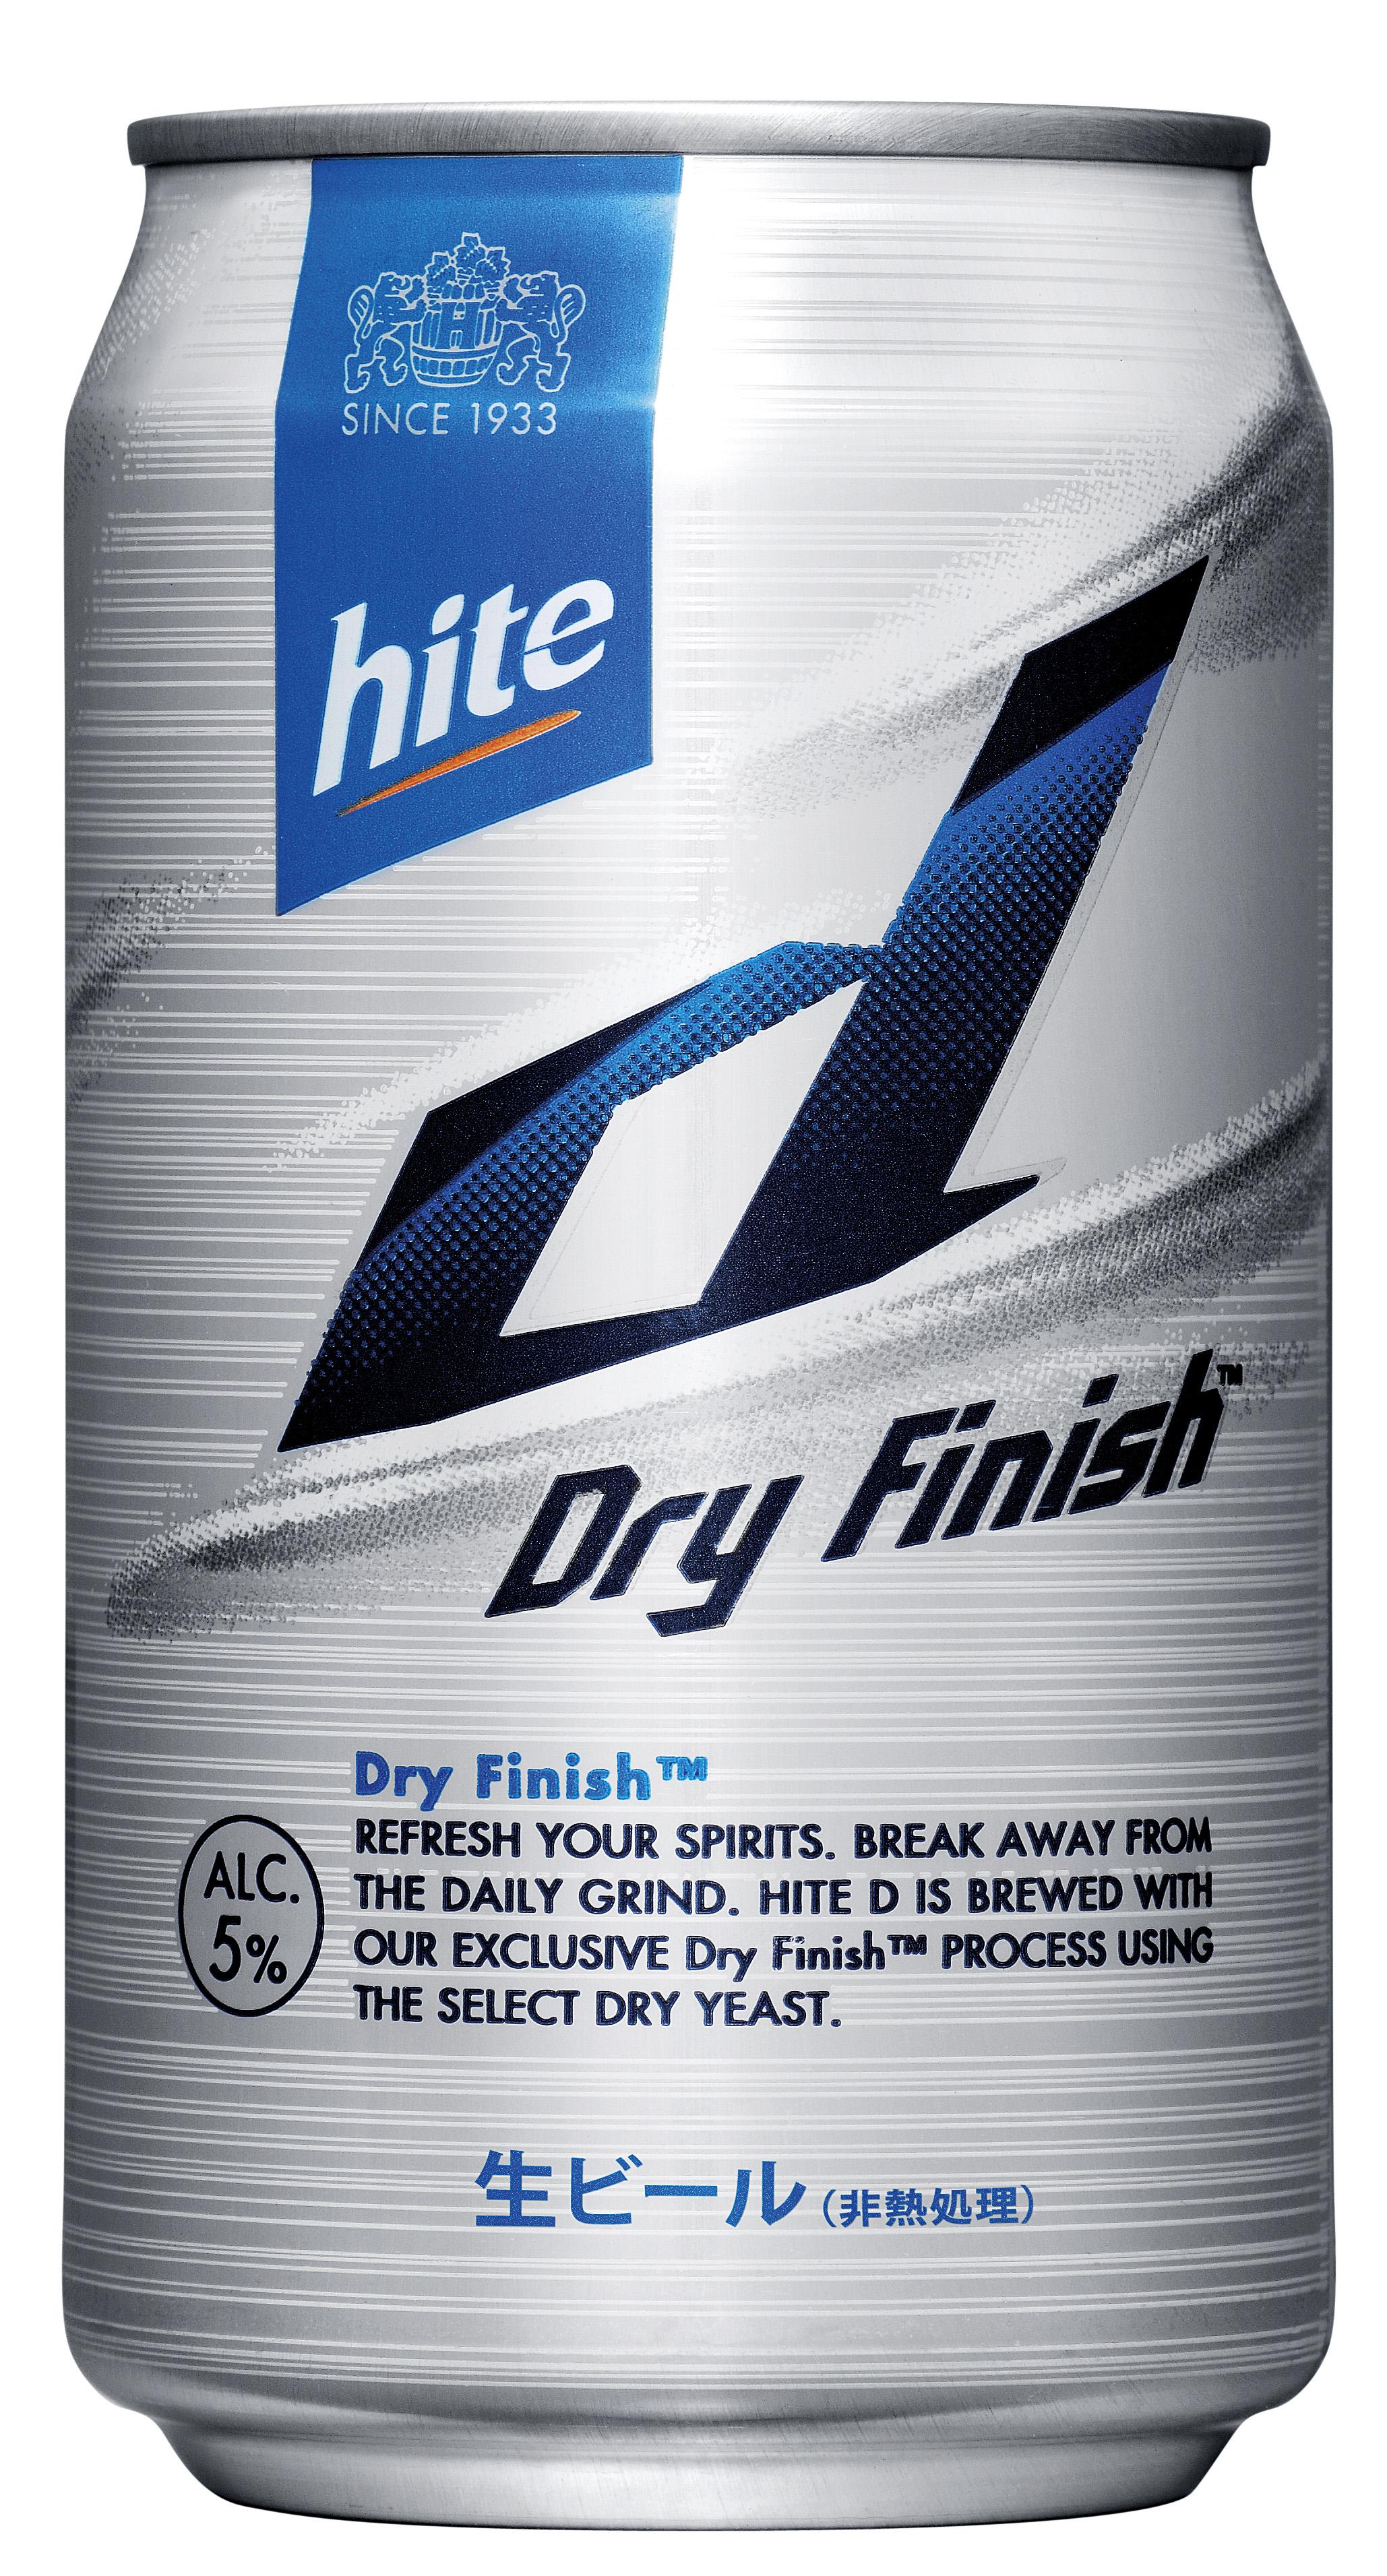 SINCE 1933
hite
d
Dry Finish™
Dry Finish™
REFRESH YOUR SPIRITS. BREAK AWAY FROM
THE DAILY GRIND. HITE D IS BREWED WITH
OUR EXCLUSIVE Dry Finish™ PROCESS USING
THE SELECT DRY YEAST.
ALC.
5%
生ビール(非熱処理)